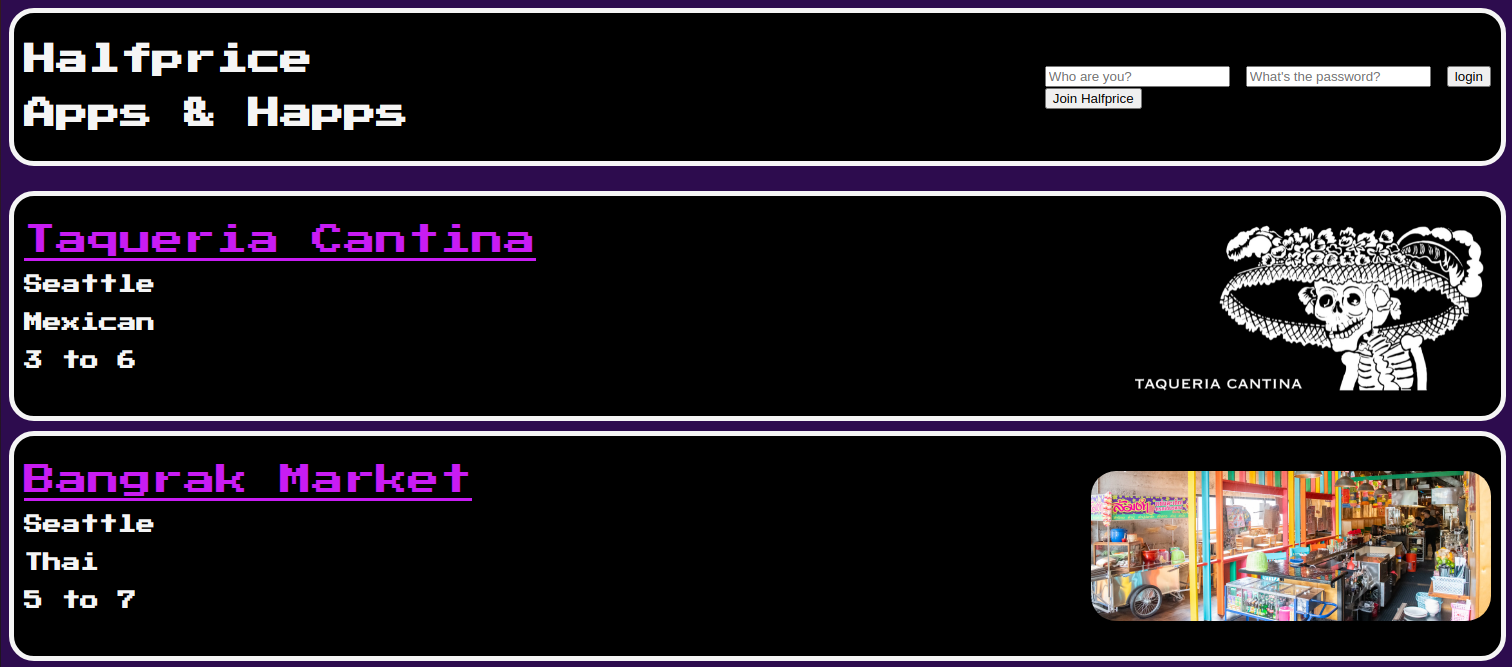 Halfprice
Apps & Happs
Who are you?
What's the password?
login
Join Halfprice
Taqueria Cantina
Seattle
Mexican
3 to 6
TAQUERIA CANTINA
Bangrak Market
Seattle
Thai
5 to 7